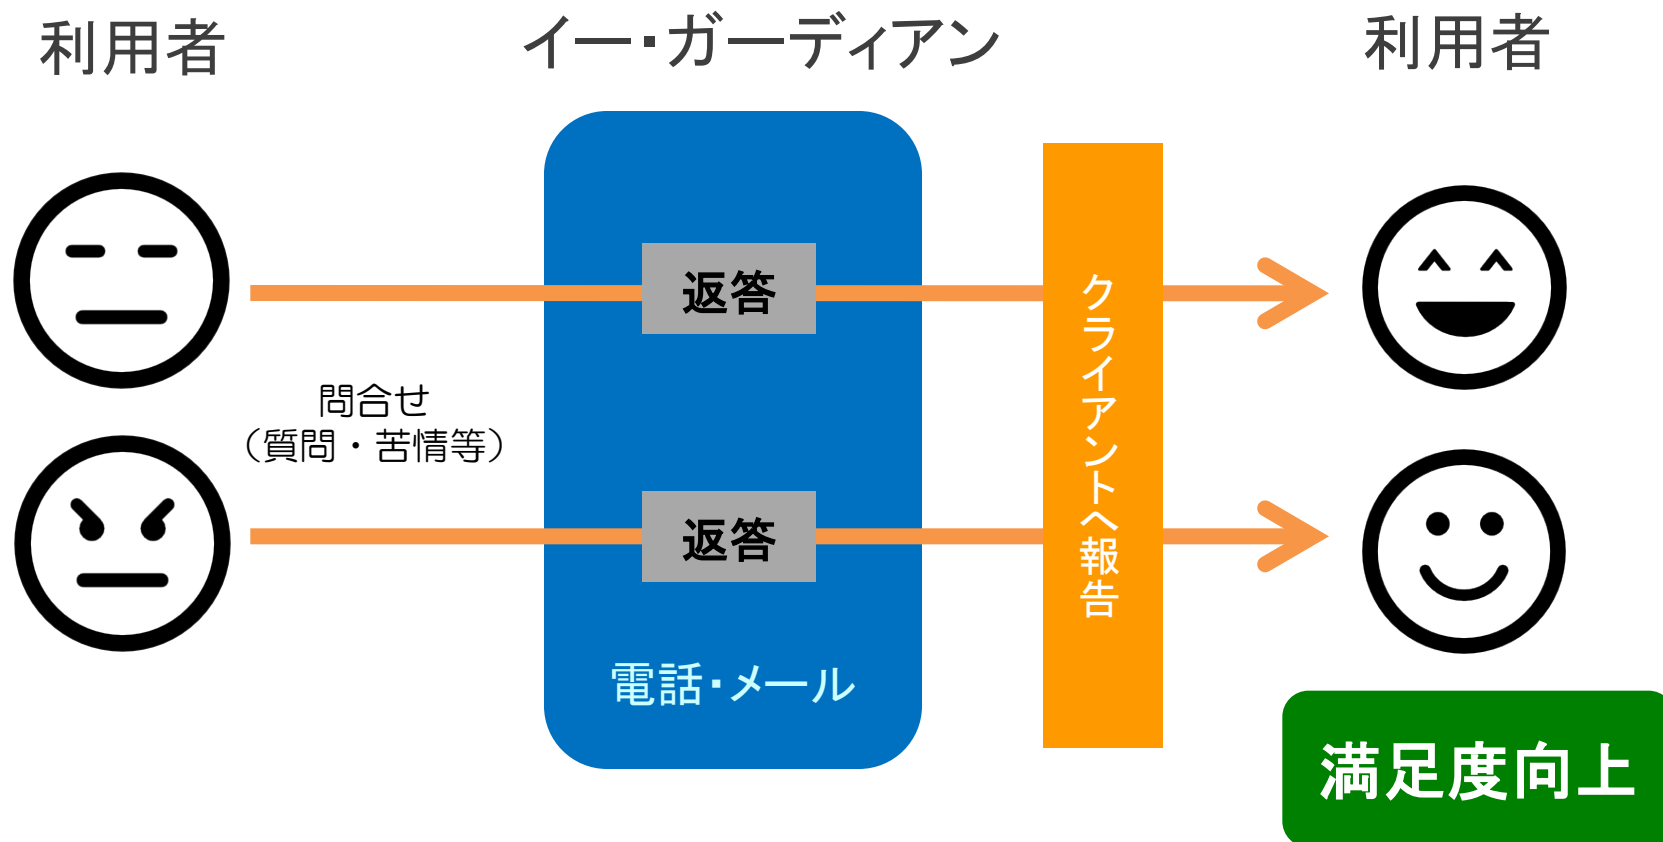 利用者
イー・ガーディアン
利用者
問合せ
（質問・苦情等）
返答
返答
電話・メール
クライアントへ報告
満足度向上